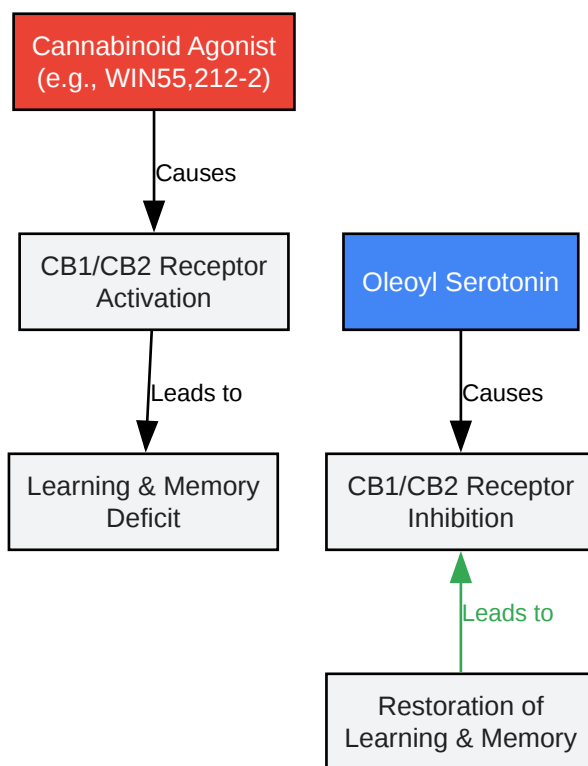 Cannabinoid Agonist
(e.g., WIN55,212-2)
Causes
CB1/CB2 Receptor
Activation
Oleoyl Serotonin
Leads to
Causes
Learning & Memory
Deficit
CB1/CB2 Receptor
Inhibition
Leads to
Restoration of
Learning & Memory